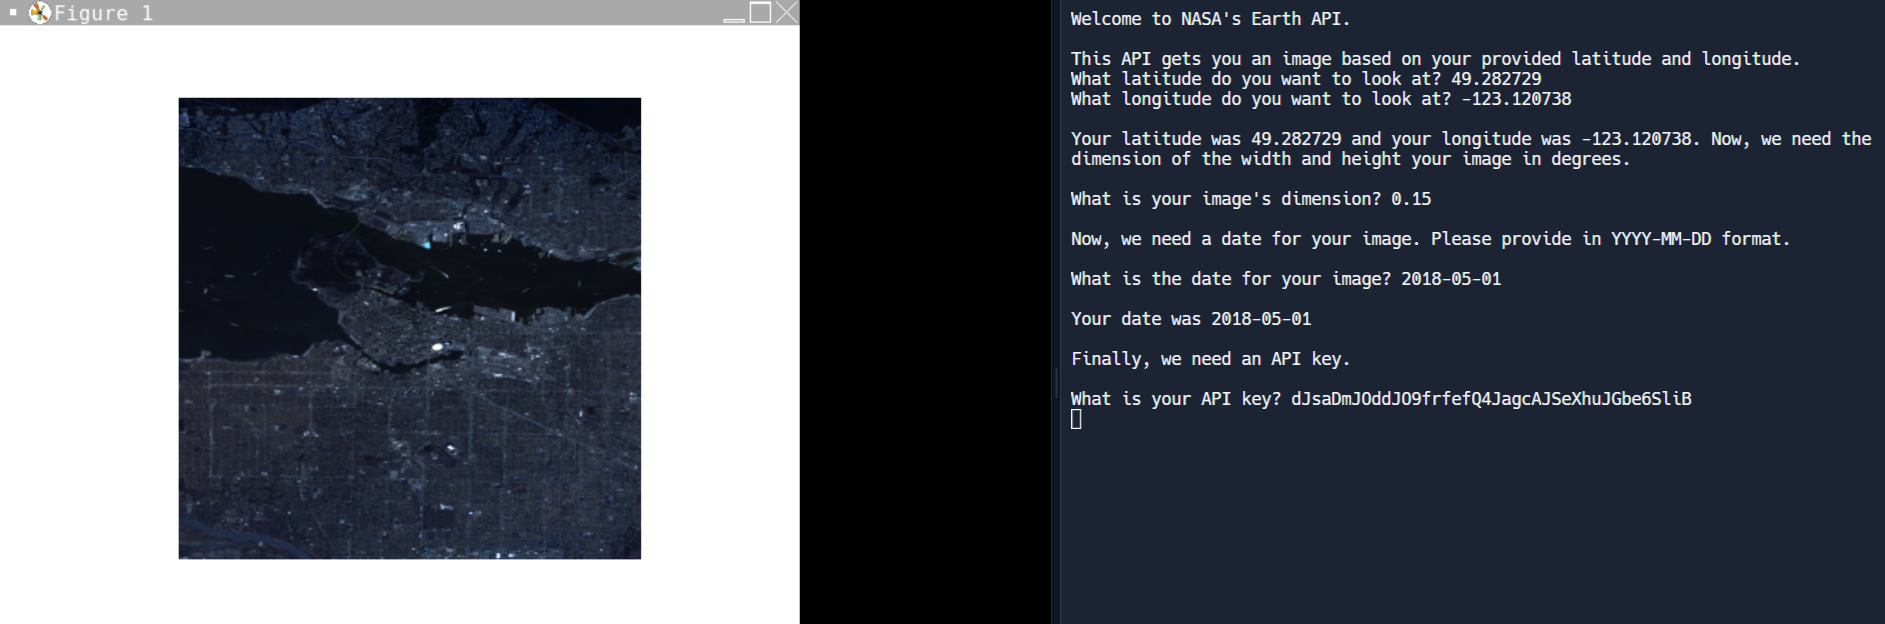 Figure 1
Welcome to NASA's Earth API.
This API gets you an image based on your provided latitude and longitude.
What latitude do you want to look at? 49.282729
What longitude do you want to look at? -123.120738
Your latitude was 49.282729 and your longitude was -123.120738. Now, we need the
dimension of the width and height your image in degrees.
What is your image's dimension? 0.15
Now, we need a date for your image. Please provide in YYYY-MM-DD format.
What is the date for your image? 2018-05-01
Your date was 2018-05-01
Finally, we need an API key.
What is your API key? dJsaDmJOddJO9frfefQ4JagcAJSeXhuJGbe6SliB